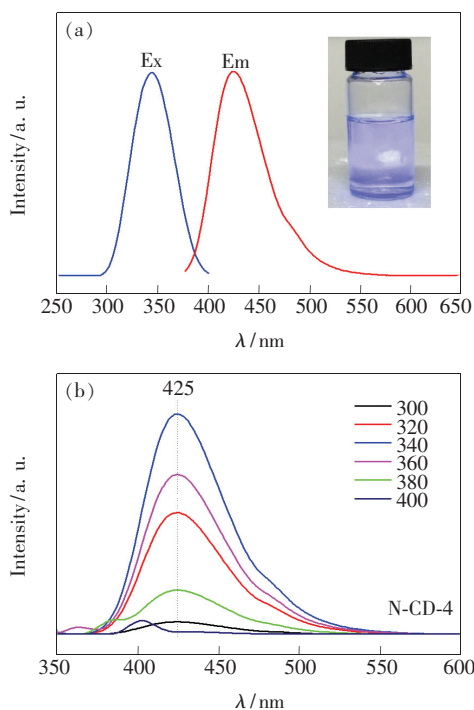 (a)
Ex
Em
Intensity/a. u.
250 300 350 400 450 500 550 600 650
λ/nm
(b)
425
300
320
340
360
380
400
N-CD-4
Intensity/a. u.
350 400 450 500 550 600
λ/nm